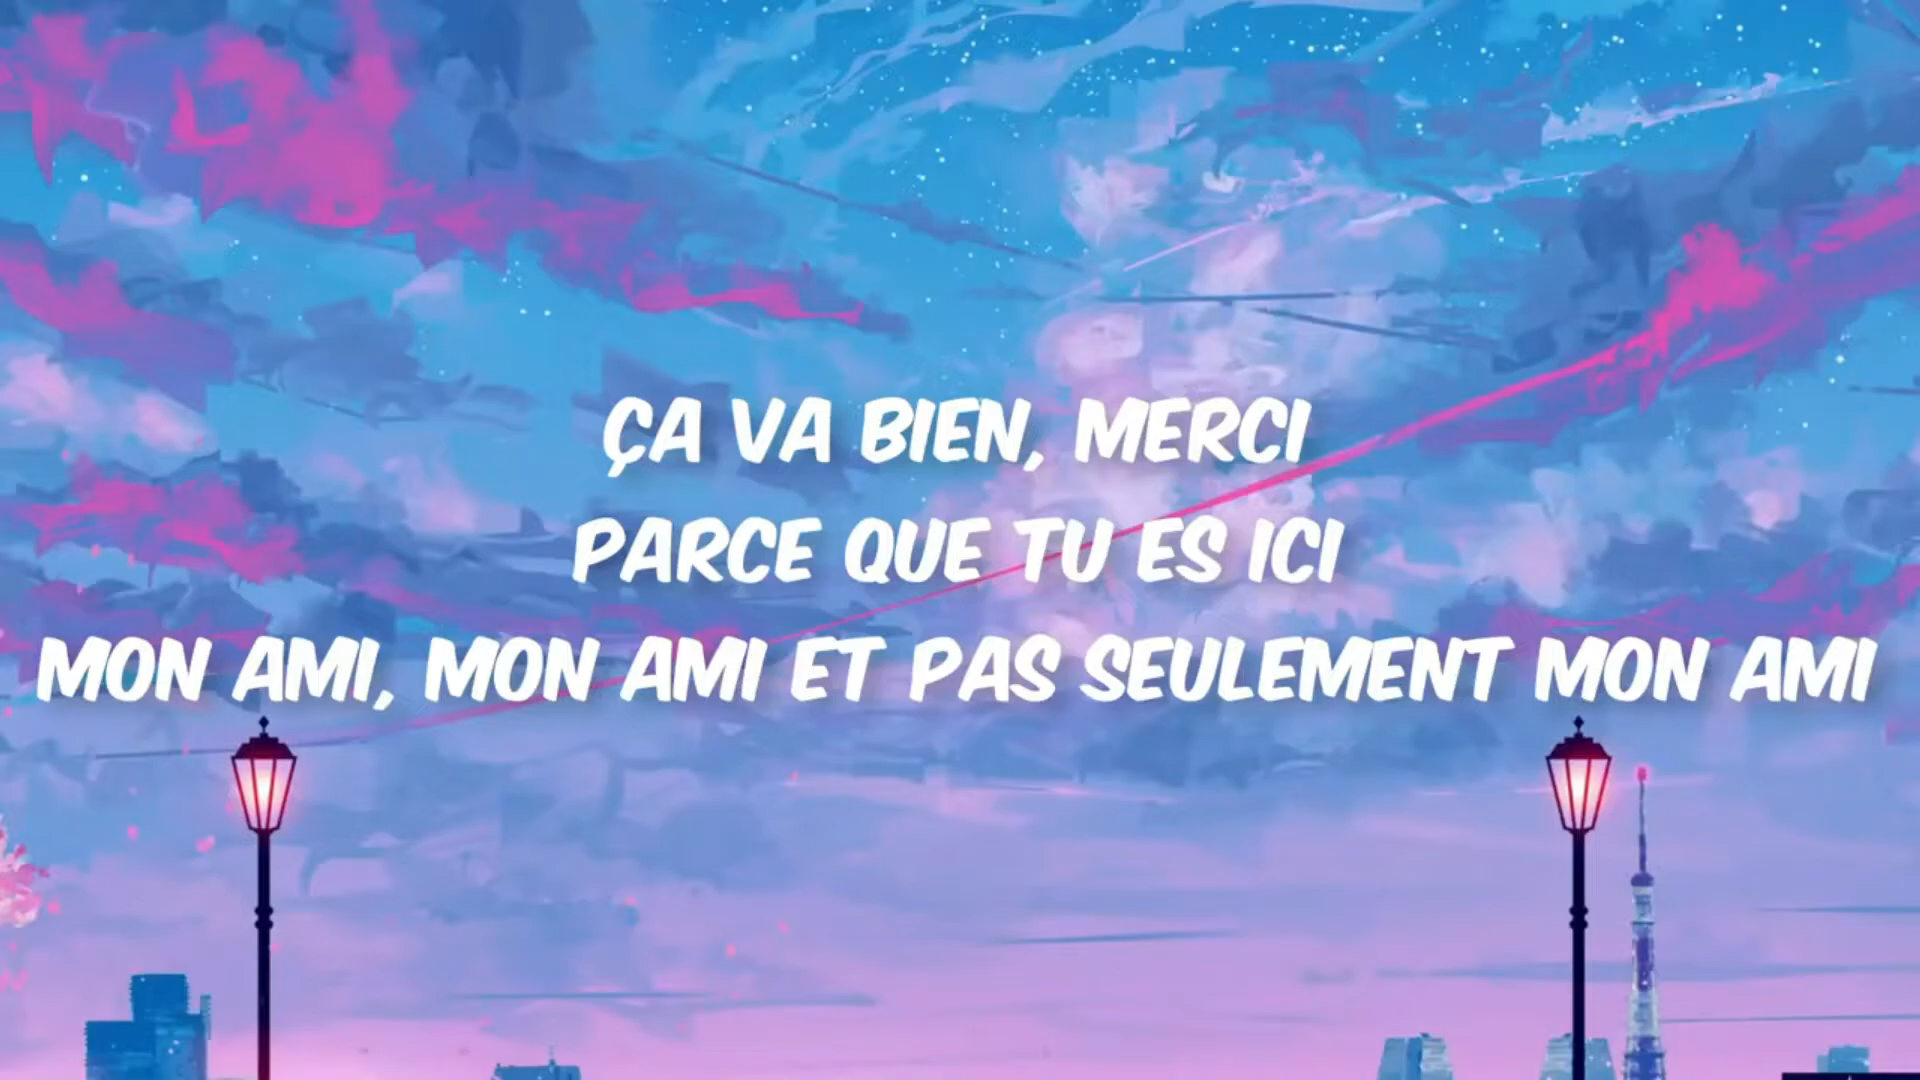 ÇA VA BIEN, MERCI
PARCE QUE TU ES ICI
MON AMI, MON AMI ET PAS SEULEMENT MON AMI